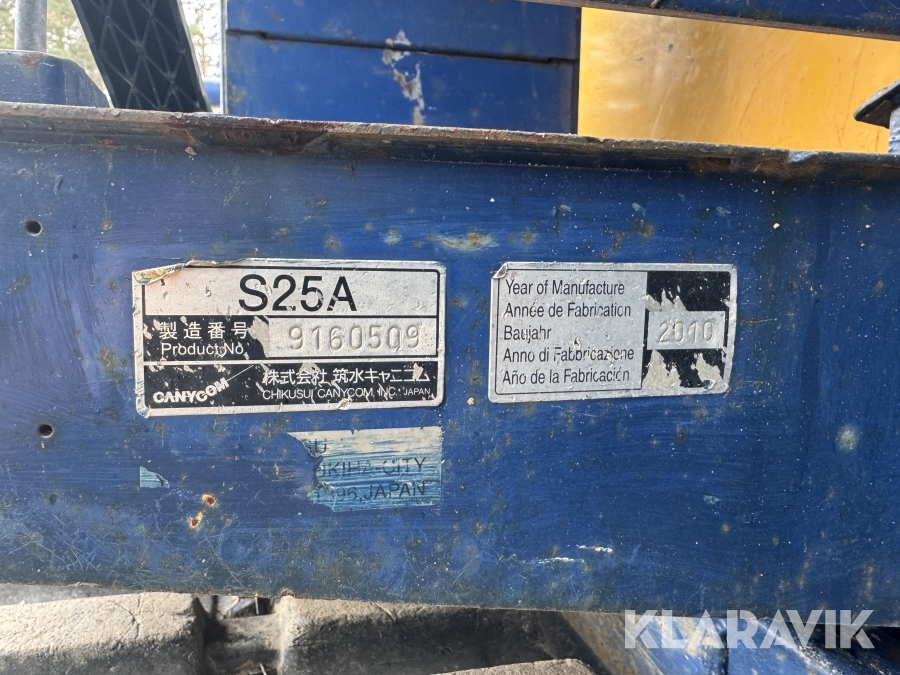 S25A
製造番号
Product No.
9160509
CANYCOM
株式会社 筑水キャニコム
CHIKUSUI CANYCOM, INC. JAPAN
Year of Manufacture
Année de Fabrication
Baujahr
Anno di Fabbricazione
Año de la Fabricación
2010
-CITY
JAPAN
KLARAVIK